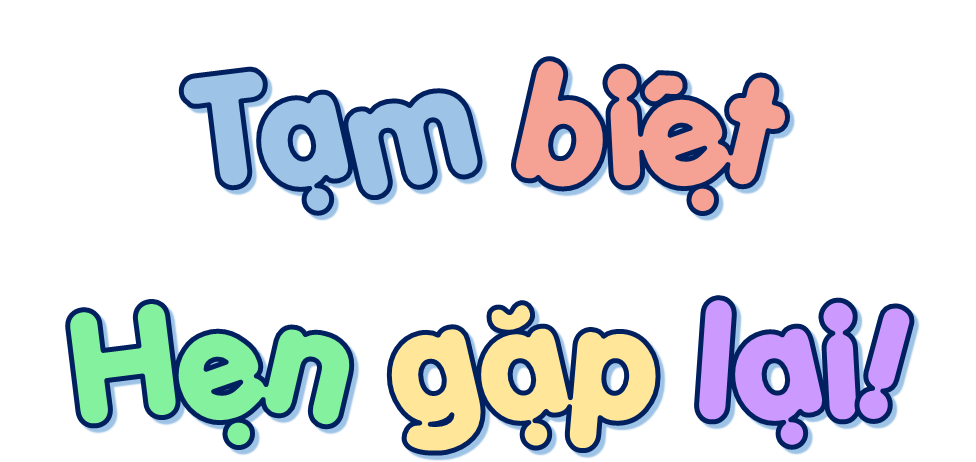 Tạm biệt
Hẹn gặp lại!